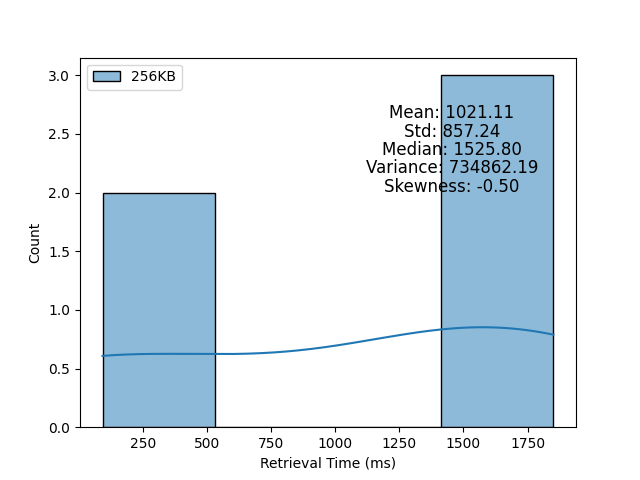 256KB
Mean: 1021.11
Std: 857.24
Median: 1525.80
Variance: 734862.19
Skewness: -0.50
3.0
2.5
2.0
1.5
1.0
0.5
0.0
Count
250 500 750 1000 1250 1500 1750
Retrieval Time (ms)